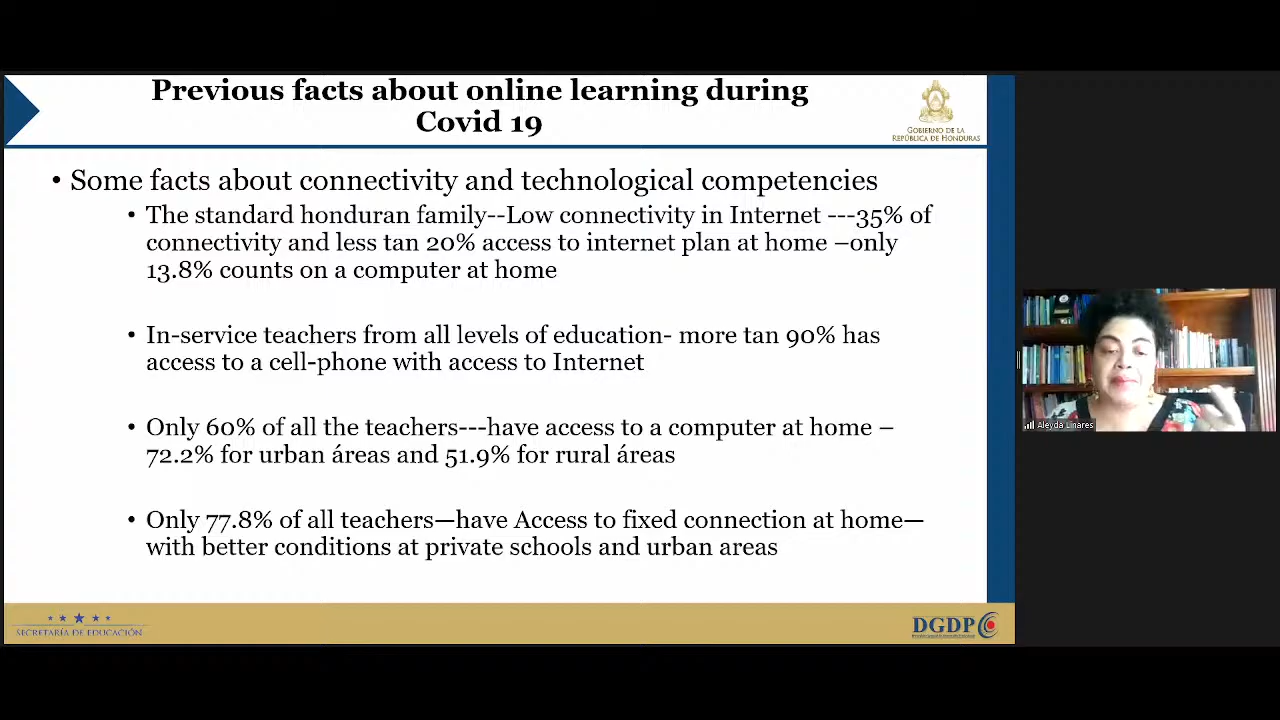 Previous facts about online learning during
Covid 19
GOBIERNO DE LA
REPÚBLICA DE HONDURAS
• Some facts about connectivity and technological competencies
• The standard honduran family--Low connectivity in Internet ---35% of
connectivity and less tan 20% access to internet plan at home –only
13.8% counts on a computer at home
• In-service teachers from all levels of education- more tan 90% has
access to a cell-phone with access to Internet
• Only 60% of all the teachers---have access to a computer at home –
72.2% for urban áreas and 51.9% for rural áreas
• Only 77.8% of all teachers—have Access to fixed connection at home—
with better conditions at private schools and urban areas
Aleyda Linares
SECRETARÍA DE EDUCACIÓN
DGDP